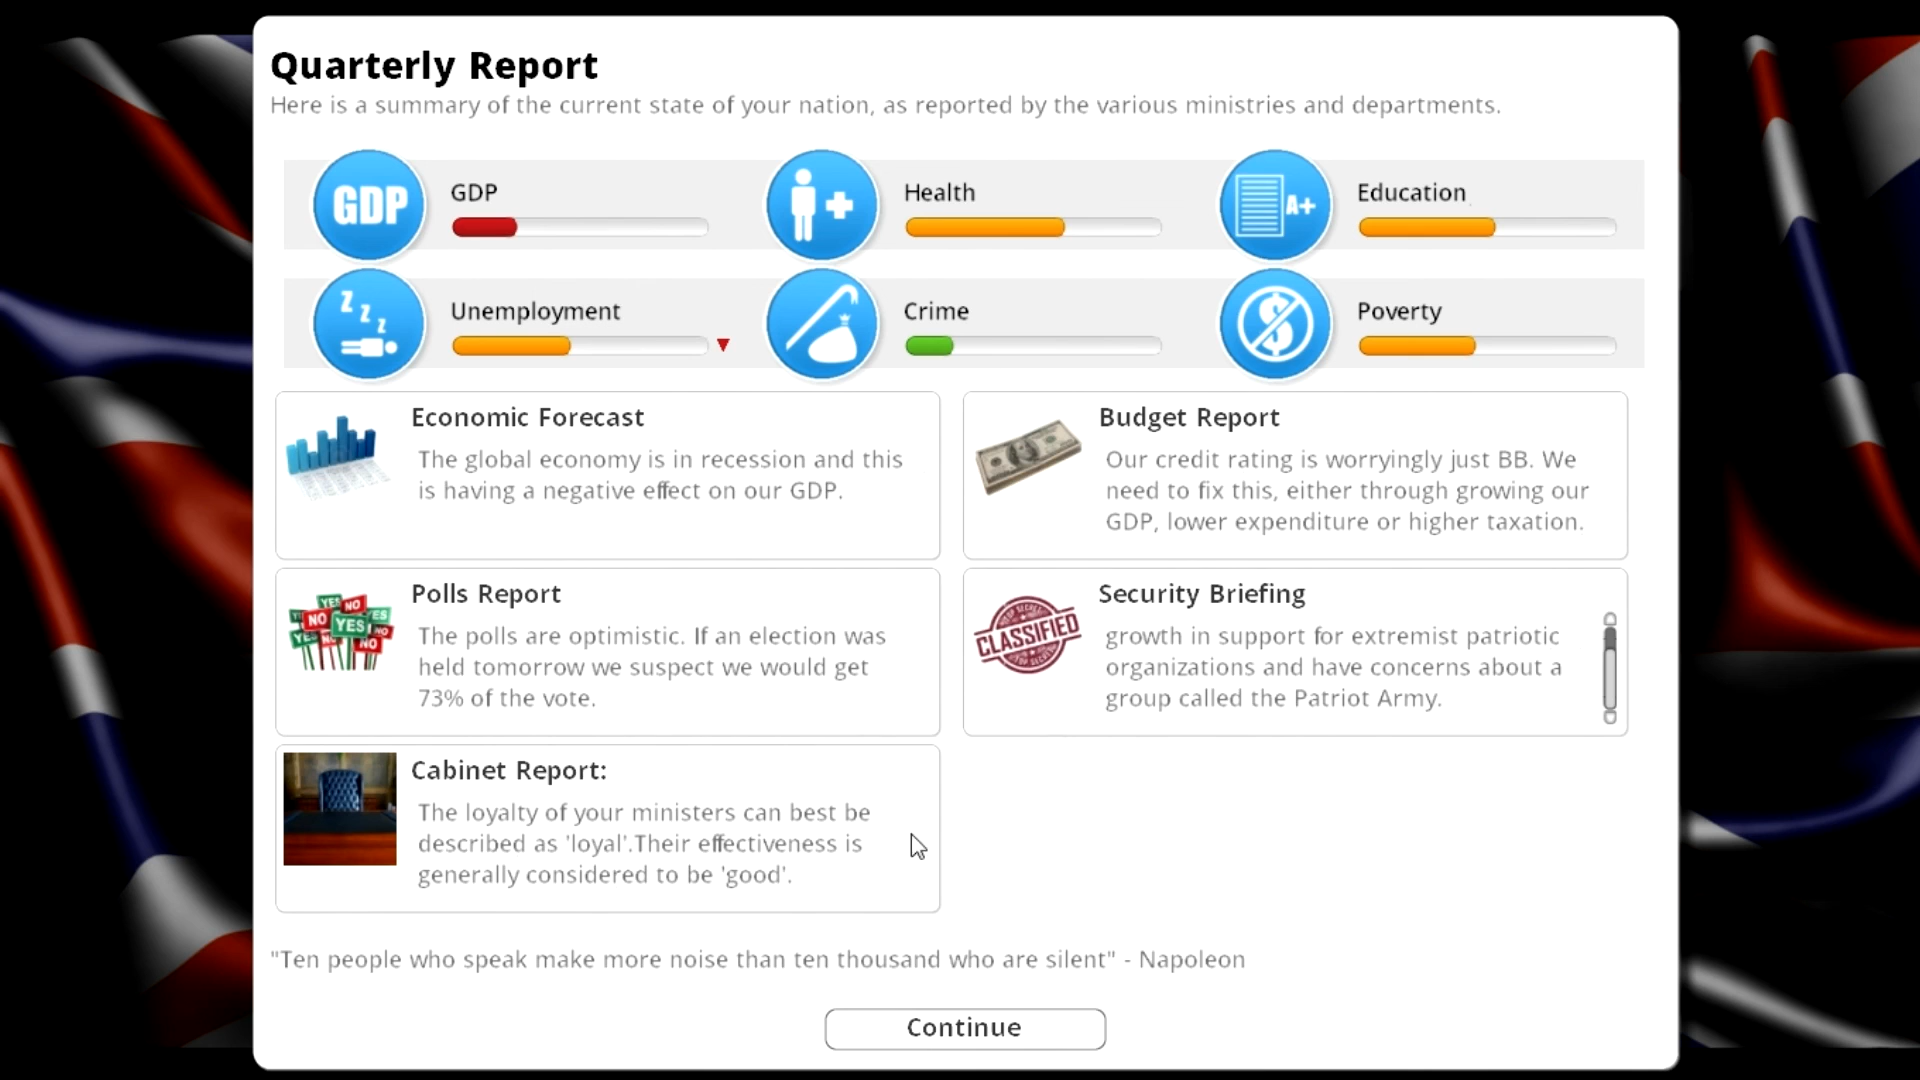 Quarterly Report
Here is a summary of the current state of your nation, as reported by the various ministries and departments.
GDP
GDP
Health
A+
Education
Z
Z
Z
Unemployment
Crime
$
Poverty
Economic Forecast
The global economy is in recession and this
is having a negative effect on our GDP.
Budget Report
Our credit rating is worryingly just BB. We
need to fix this, either through growing our
GDP, lower expenditure or higher taxation.
Polls Report
YES
NO
NO
YES
YES
NO
NO
The polls are optimistic. If an election was
held tomorrow we suspect we would get
73% of the vote.
Security Briefing
TOP SECRET
CLASSIFIED
TOP SECRET
growth in support for extremist patriotic
organizations and have concerns about a
group called the Patriot Army.
Cabinet Report:
The loyalty of your ministers can best be
described as 'loyal'.Their effectiveness is
generally considered to be 'good'.
"Ten people who speak make more noise than ten thousand who are silent" - Napoleon
Continue